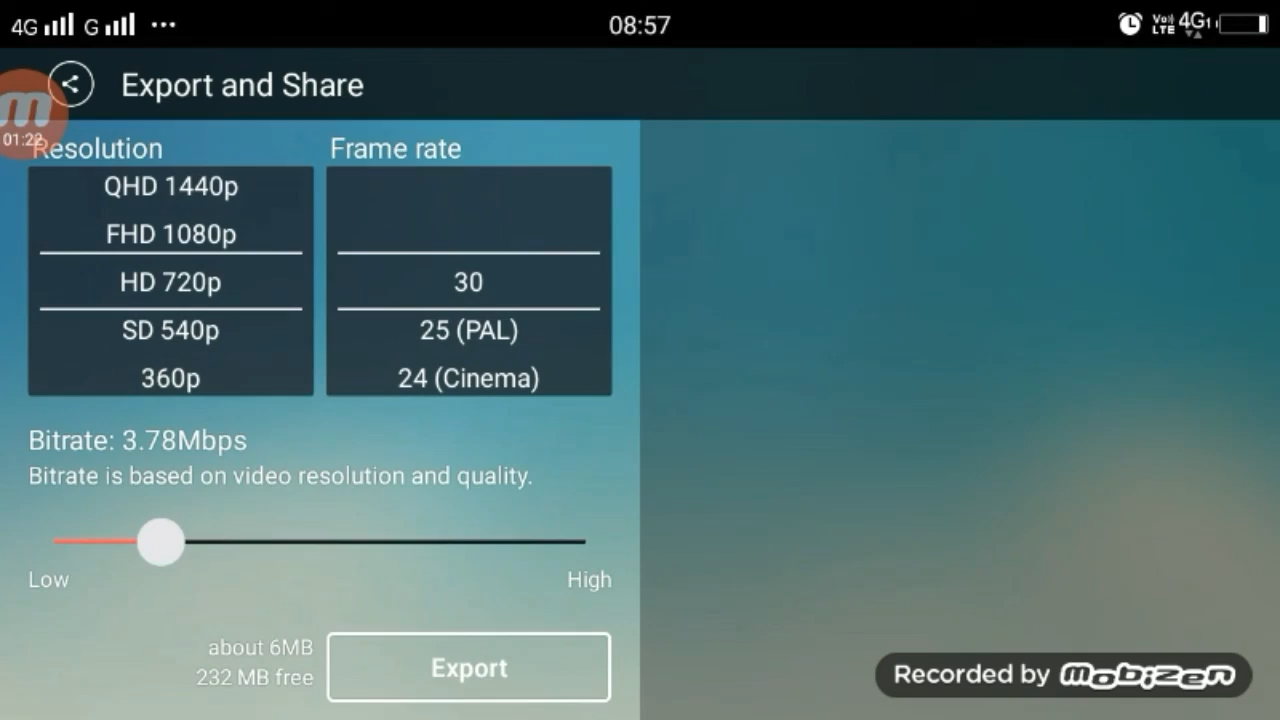 4G G ... 08:57 VoLTE 4G
Export and Share
01:22
Resolution
Frame rate
QHD 1440p
FHD 1080p
HD 720p
SD 540p
360p
30
25 (PAL)
24 (Cinema)
Bitrate: 3.78Mbps
Bitrate is based on video resolution and quality.
Low High
about 6MB
232 MB free
Export
Recorded by mobizen